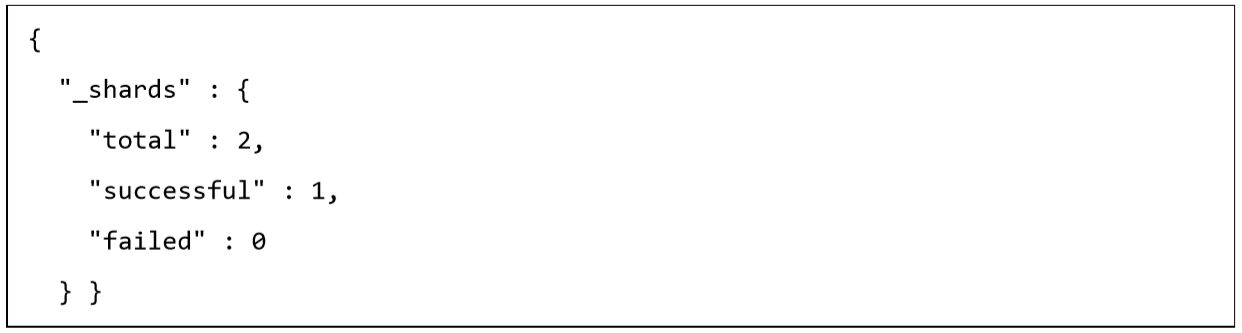 {
  "_shards" : {
    "total" : 2,
    "successful" : 1,
    "failed" : 0
  } }